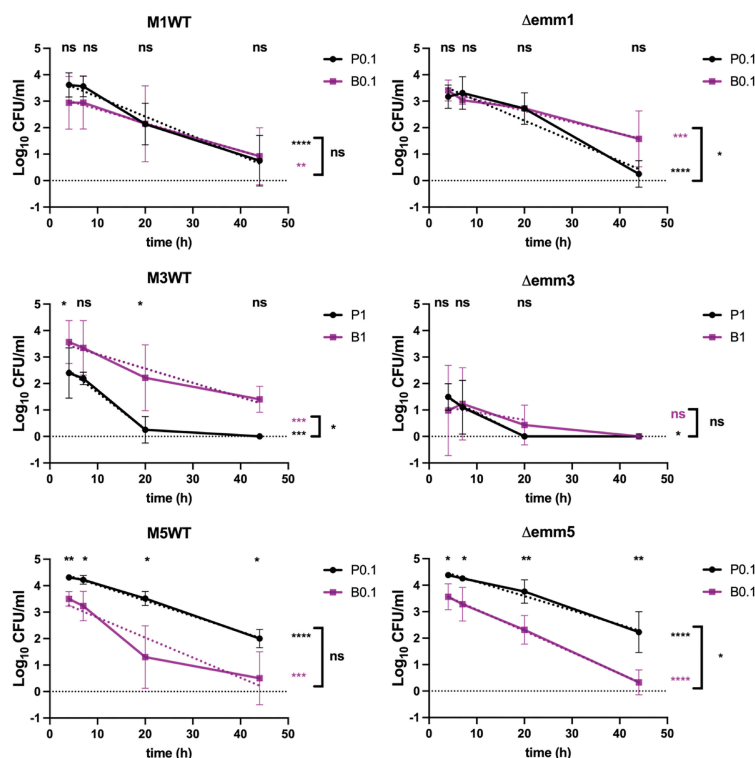 M1WT
ns ns ns ns
5
4
3
2
1
0
-1
Log10 CFU/ml
0 10 20 30 40 50
time (h)
P0.1
B0.1
****
**
ns
Δemm1
ns ns ns ns
5
4
3
2
1
0
-1
Log10 CFU/ml
0 10 20 30 40 50
time (h)
P0.1
B0.1
***
****
*
M3WT
* ns * ns
5
4
3
2
1
0
-1
Log10 CFU/ml
0 10 20 30 40 50
time (h)
P1
B1
***
***
*
Δemm3
ns ns ns
5
4
3
2
1
0
-1
Log10 CFU/ml
0 10 20 30 40 50
time (h)
P1
B1
ns
*
ns
M5WT
** * * *
5
4
3
2
1
0
-1
Log10 CFU/ml
0 10 20 30 40 50
time (h)
P0.1
B0.1
****
***
ns
Δemm5
* * ** **
5
4
3
2
1
0
-1
Log10 CFU/ml
0 10 20 30 40 50
time (h)
P0.1
B0.1
****
****
*